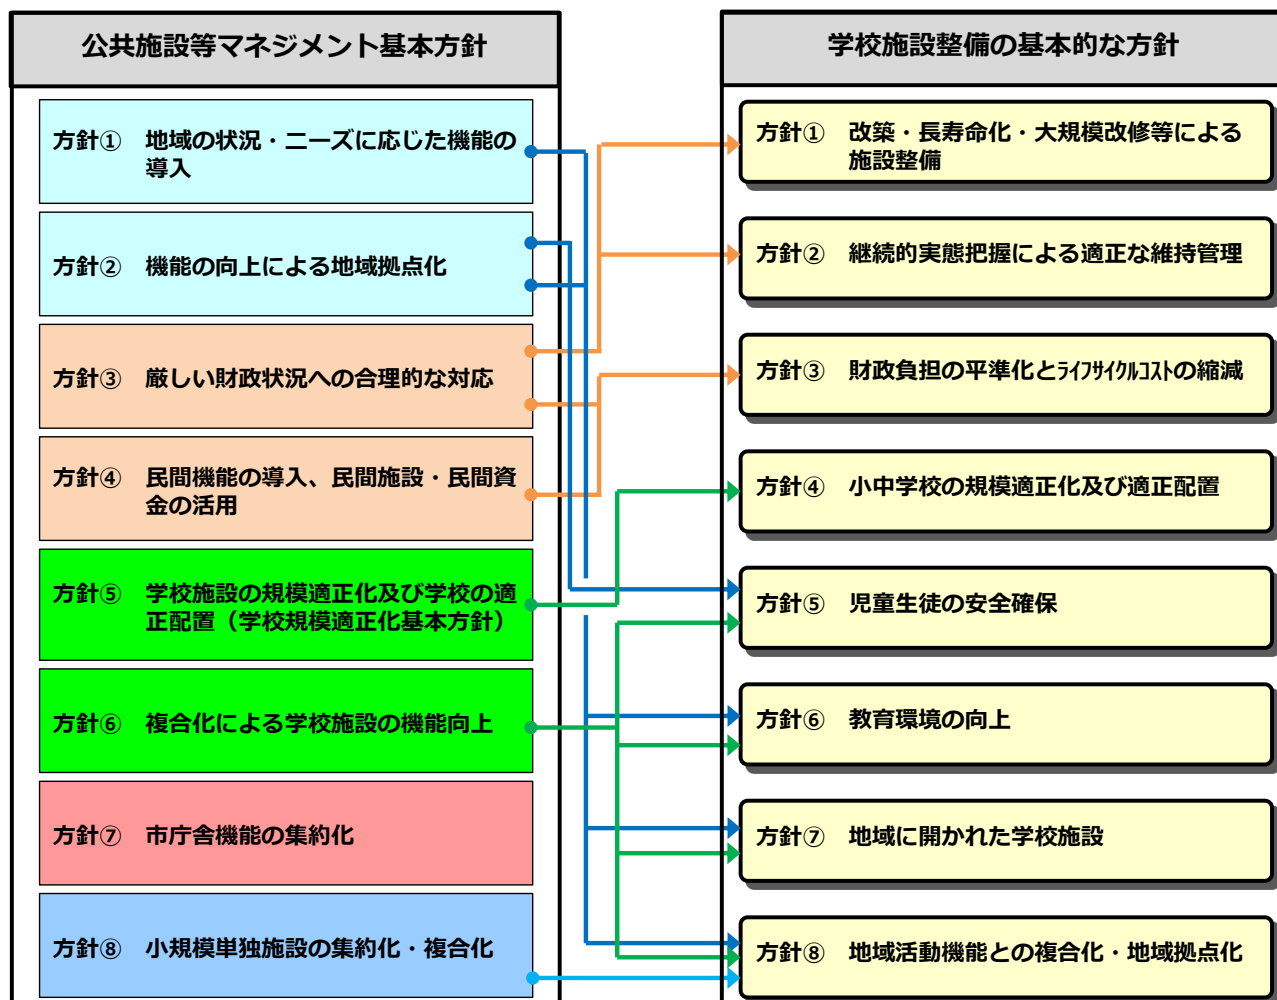 公共施設等マネジメント基本方針
方針① 地域の状況・ニーズに応じた機能の
導入
方針② 機能の向上による地域拠点化
方針③ 厳しい財政状況への合理的な対応
方針④ 民間機能の導入、民間施設・民間資
金の活用
方針⑤ 学校施設の規模適正化及び学校の適
正配置（学校規模適正化基本方針）
方針⑥ 複合化による学校施設の機能向上
方針⑦ 市庁舎機能の集約化
方針⑧ 小規模単独施設の集約化・複合化
学校施設整備の基本的な方針
方針① 改築・長寿命化・大規模改修等による
施設整備
方針② 継続的実態把握による適正な維持管理
方針③ 財政負担の平準化とﾗｲﾌｻｲｸﾙｺｽﾄの縮減
方針④ 小中学校の規模適正化及び適正配置
方針⑤ 児童生徒の安全確保
方針⑥ 教育環境の向上
方針⑦ 地域に開かれた学校施設
方針⑧ 地域活動機能との複合化・地域拠点化